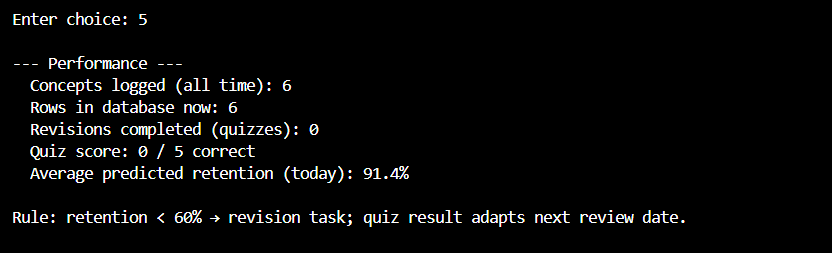 Enter choice: 5
--- Performance ---
Concepts logged (all time): 6
Rows in database now: 6
Revisions completed (quizzes): 0
Quiz score: 0 / 5 correct
Average predicted retention (today): 91.4%
Rule: retention < 60% → revision task; quiz result adapts next review date.